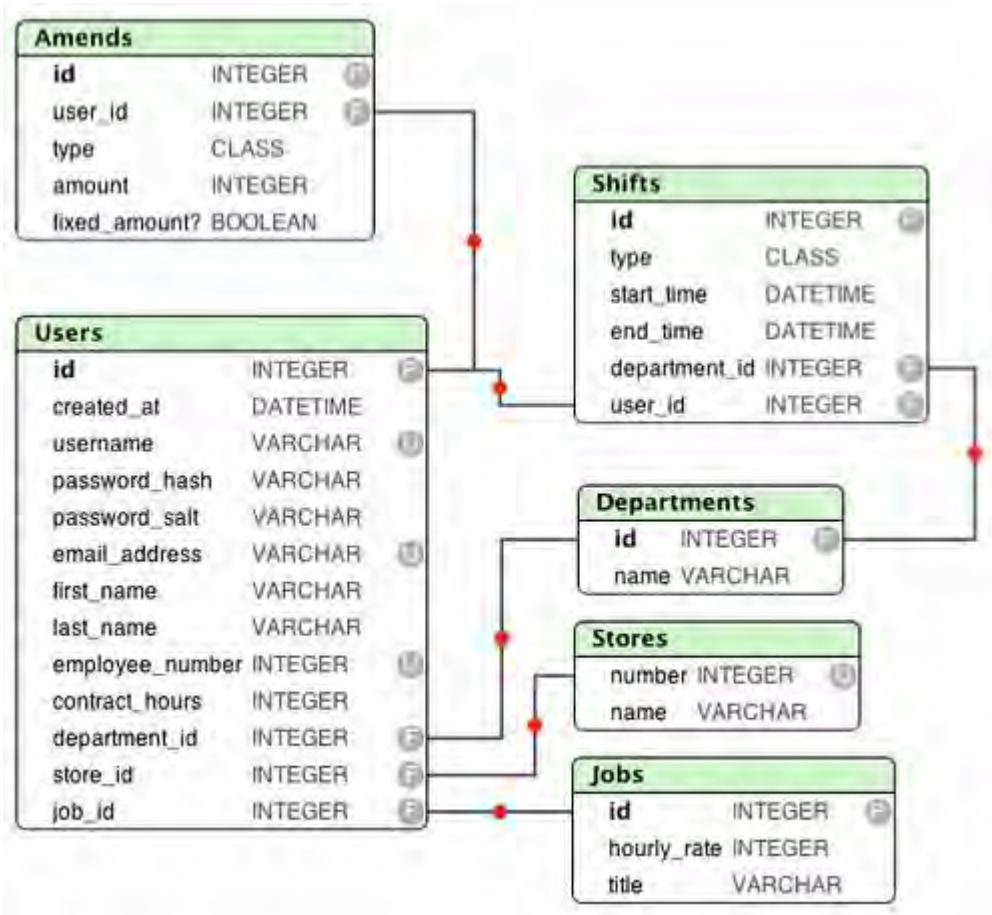 Amends
id INTEGER
user_id INTEGER
type CLASS
amount INTEGER
fixed_amount? BOOLEAN
Shifts
id INTEGER
type CLASS
start_time DATETIME
end_time DATETIME
department_id INTEGER
user_id INTEGER
Users
id INTEGER
created_at DATETIME
username VARCHAR
password_hash VARCHAR
password_salt VARCHAR
email_address VARCHAR
first_name VARCHAR
last_name VARCHAR
employee_number INTEGER
contract_hours INTEGER
department_id INTEGER
store_id INTEGER
job_id INTEGER
Departments
id INTEGER
name VARCHAR
Stores
number INTEGER
name VARCHAR
Jobs
id INTEGER
hourly_rate INTEGER
title VARCHAR